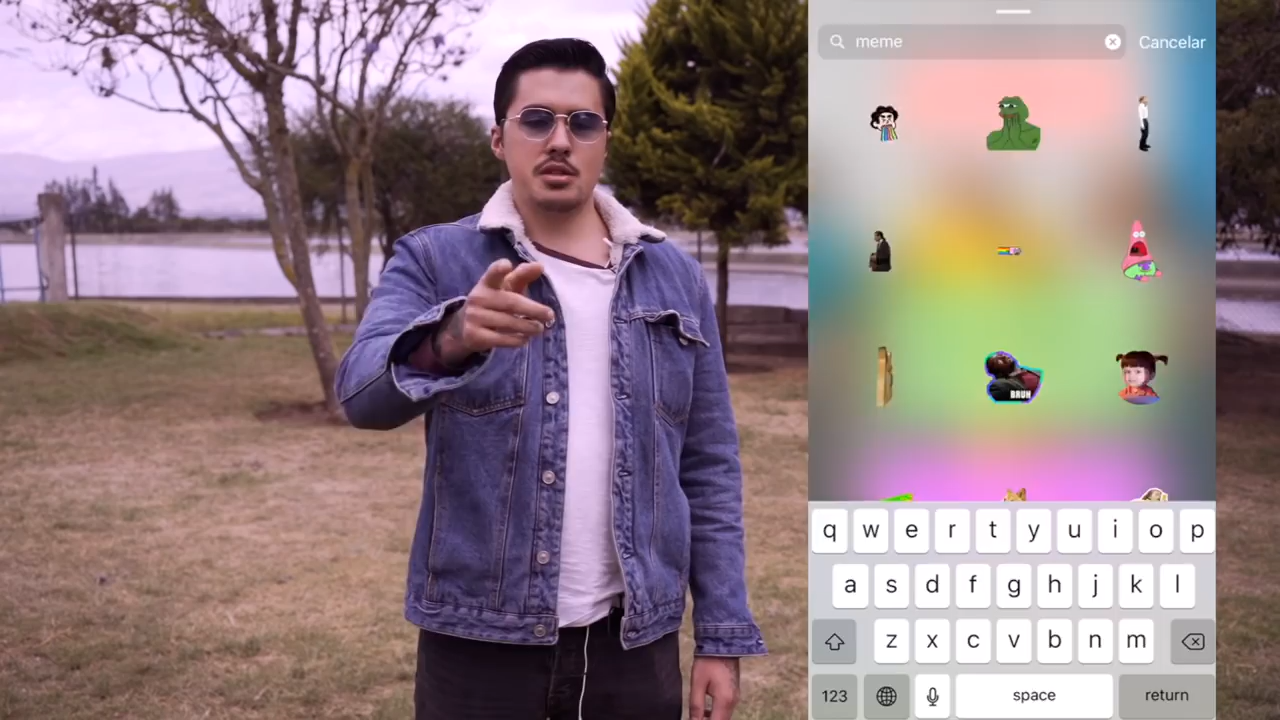 meme
Cancelar
BRUH
q w e r t y u i o p
a s d f g h j k l
z x c v b n m
123
space
return